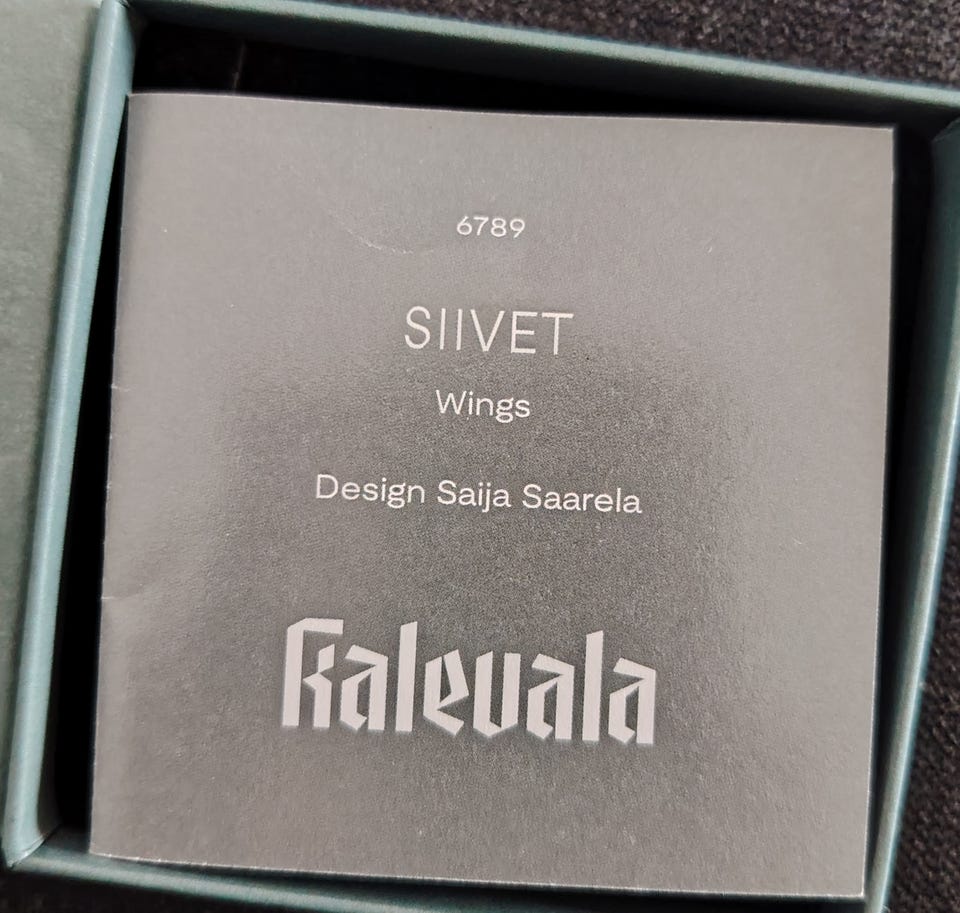 6789
SIIVET
Wings
Design Saija Saarela
kalevala